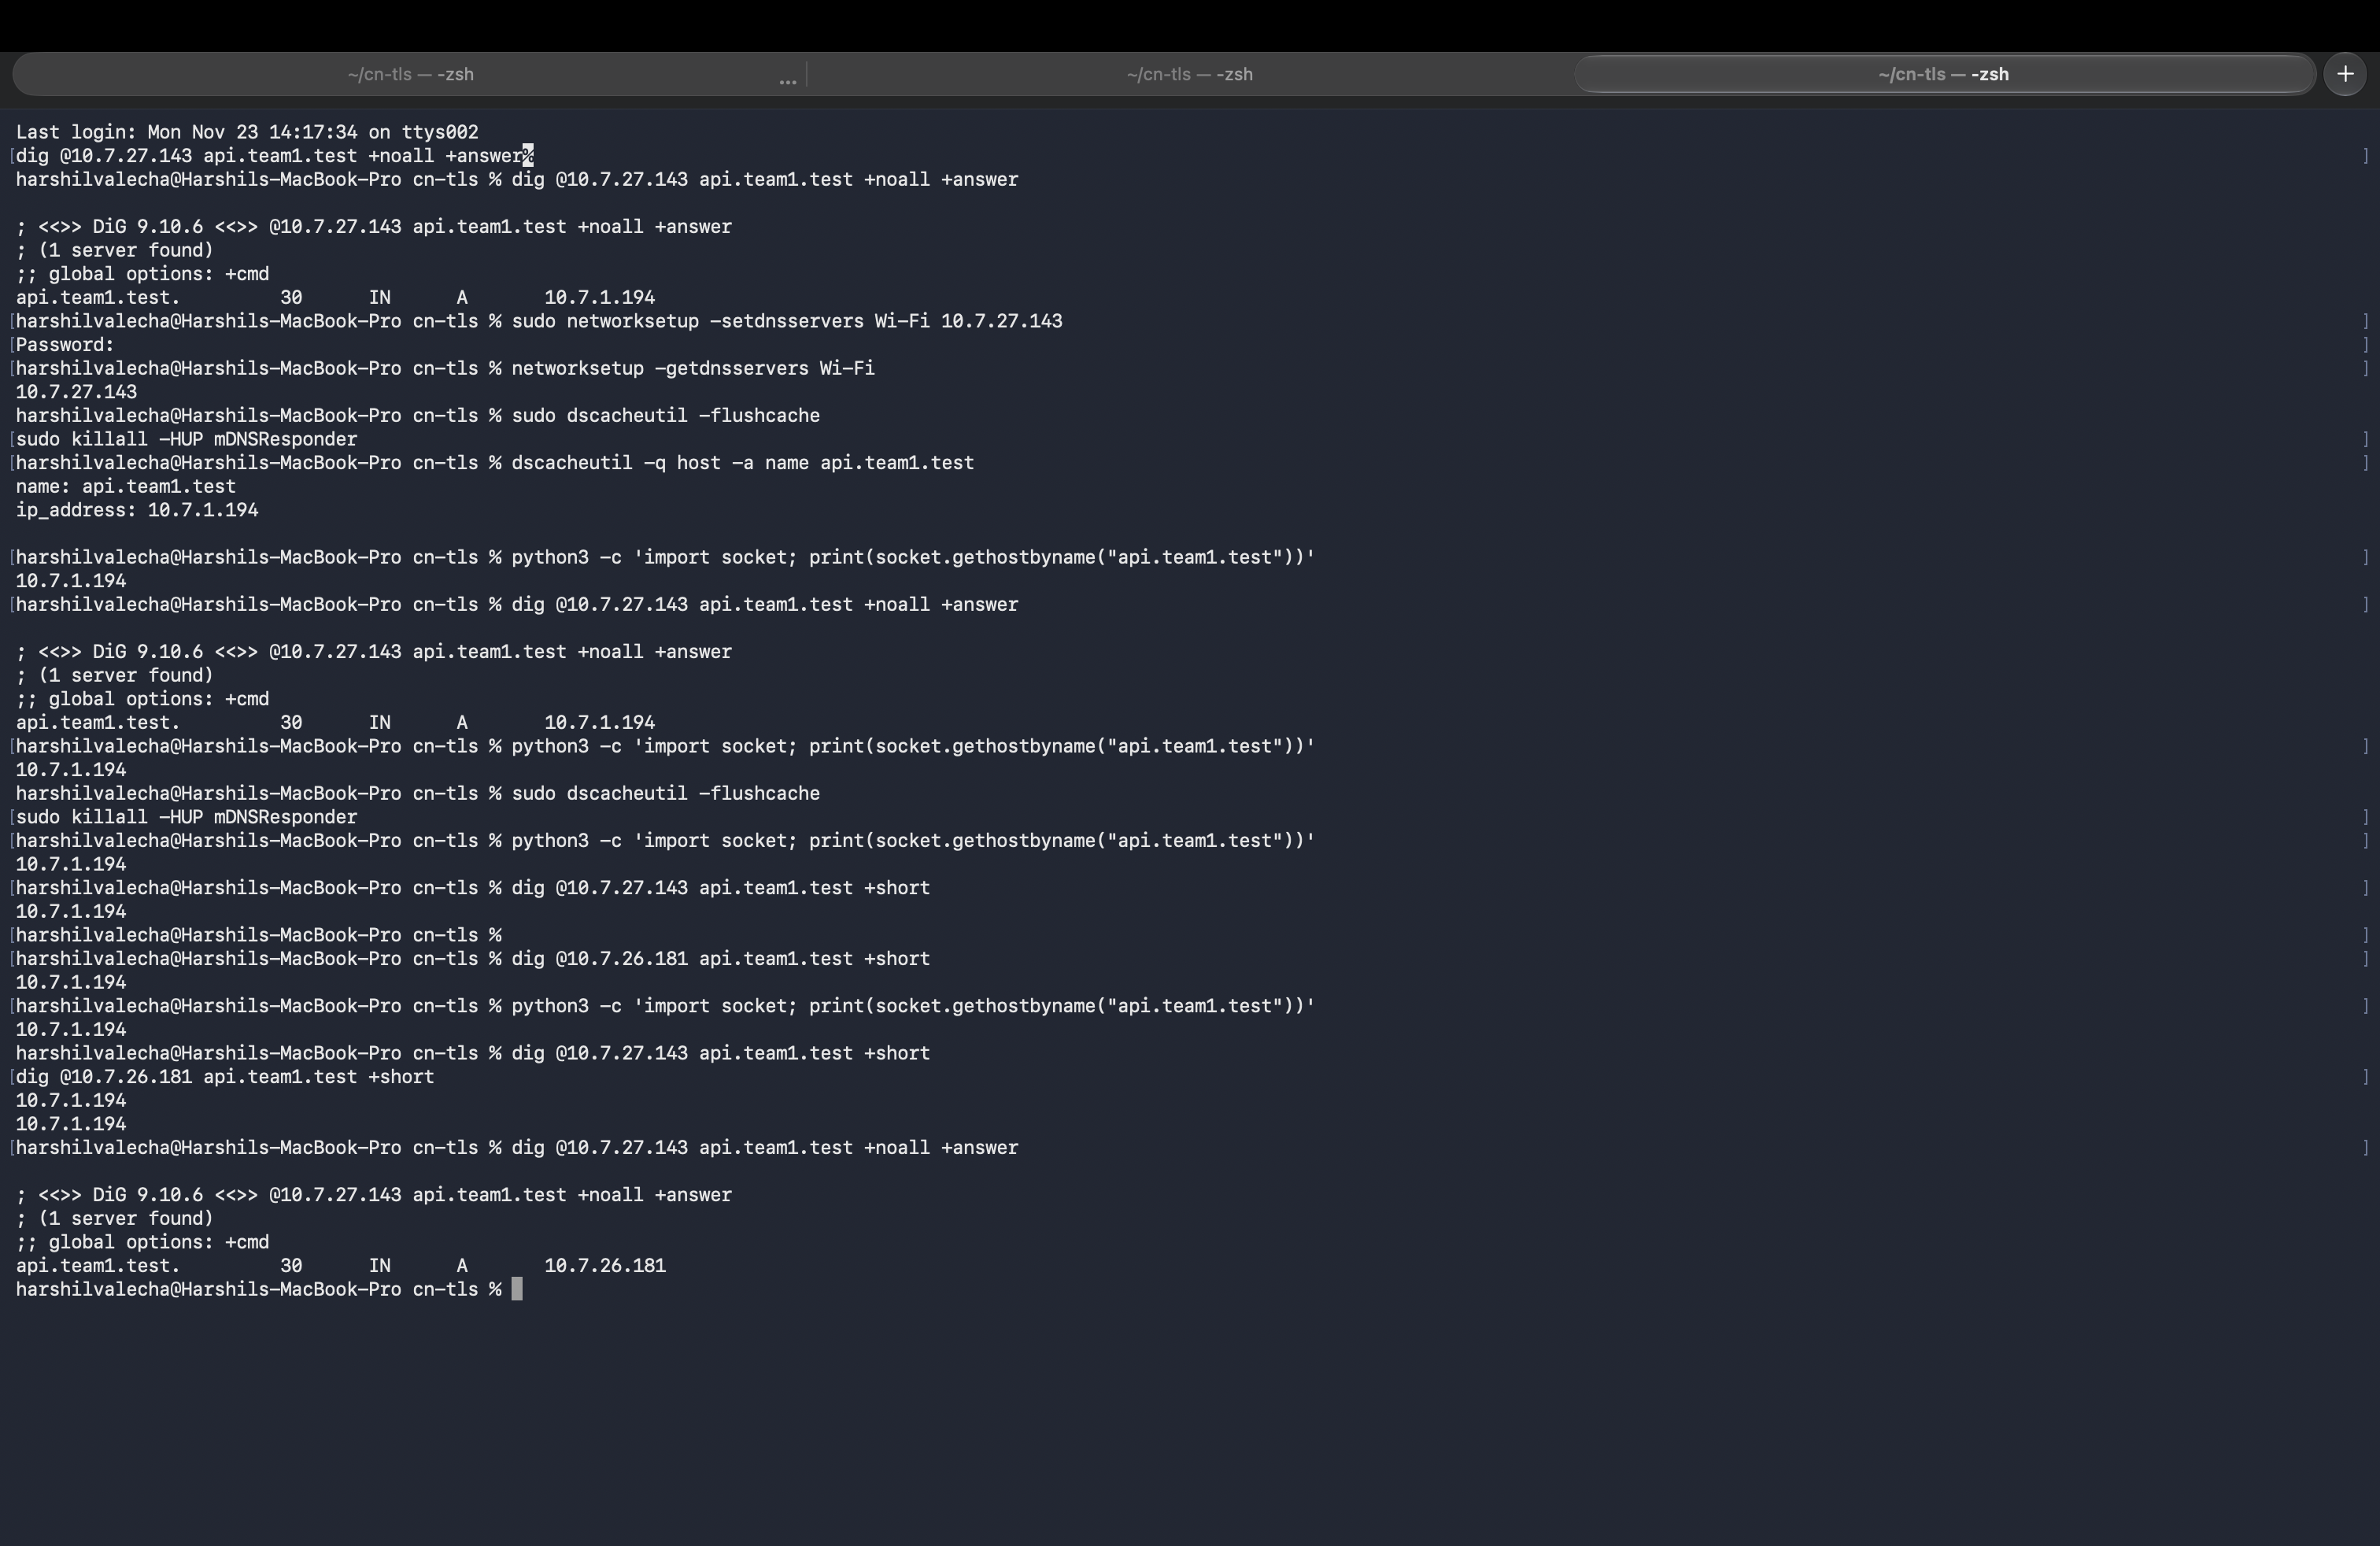 ~/cn-tls — -zsh
...
~/cn-tls — -zsh
~/cn-tls — -zsh
+
Last login: Mon Nov 23 14:17:34 on ttys002
[dig @10.7.27.143 api.team1.test +noall +answer% ]
harshilvalecha@Harshils-MacBook-Pro cn-tls % dig @10.7.27.143 api.team1.test +noall +answer
; <<>> DiG 9.10.6 <<>> @10.7.27.143 api.team1.test +noall +answer
; (1 server found)
;; global options: +cmd
api.team1.test. 30 IN A 10.7.1.194
[harshilvalecha@Harshils-MacBook-Pro cn-tls % sudo networksetup -setdnsservers Wi-Fi 10.7.27.143 ]
[Password: ]
[harshilvalecha@Harshils-MacBook-Pro cn-tls % networksetup -getdnsservers Wi-Fi ]
10.7.27.143
harshilvalecha@Harshils-MacBook-Pro cn-tls % sudo dscacheutil -flushcache
[sudo killall -HUP mDNSResponder ]
[harshilvalecha@Harshils-MacBook-Pro cn-tls % dscacheutil -q host -a name api.team1.test ]
name: api.team1.test
ip_address: 10.7.1.194
[harshilvalecha@Harshils-MacBook-Pro cn-tls % python3 -c 'import socket; print(socket.gethostbyname("api.team1.test"))' ]
10.7.1.194
[harshilvalecha@Harshils-MacBook-Pro cn-tls % dig @10.7.27.143 api.team1.test +noall +answer ]
; <<>> DiG 9.10.6 <<>> @10.7.27.143 api.team1.test +noall +answer
; (1 server found)
;; global options: +cmd
api.team1.test. 30 IN A 10.7.1.194
[harshilvalecha@Harshils-MacBook-Pro cn-tls % python3 -c 'import socket; print(socket.gethostbyname("api.team1.test"))' ]
10.7.1.194
harshilvalecha@Harshils-MacBook-Pro cn-tls % sudo dscacheutil -flushcache
[sudo killall -HUP mDNSResponder ]
[harshilvalecha@Harshils-MacBook-Pro cn-tls % python3 -c 'import socket; print(socket.gethostbyname("api.team1.test"))' ]
10.7.1.194
[harshilvalecha@Harshils-MacBook-Pro cn-tls % dig @10.7.27.143 api.team1.test +short ]
10.7.1.194
[harshilvalecha@Harshils-MacBook-Pro cn-tls % ]
[harshilvalecha@Harshils-MacBook-Pro cn-tls % dig @10.7.26.181 api.team1.test +short ]
10.7.1.194
[harshilvalecha@Harshils-MacBook-Pro cn-tls % python3 -c 'import socket; print(socket.gethostbyname("api.team1.test"))' ]
10.7.1.194
harshilvalecha@Harshils-MacBook-Pro cn-tls % dig @10.7.27.143 api.team1.test +short
[dig @10.7.26.181 api.team1.test +short ]
10.7.1.194
10.7.1.194
[harshilvalecha@Harshils-MacBook-Pro cn-tls % dig @10.7.27.143 api.team1.test +noall +answer ]
; <<>> DiG 9.10.6 <<>> @10.7.27.143 api.team1.test +noall +answer
; (1 server found)
;; global options: +cmd
api.team1.test. 30 IN A 10.7.26.181
harshilvalecha@Harshils-MacBook-Pro cn-tls %